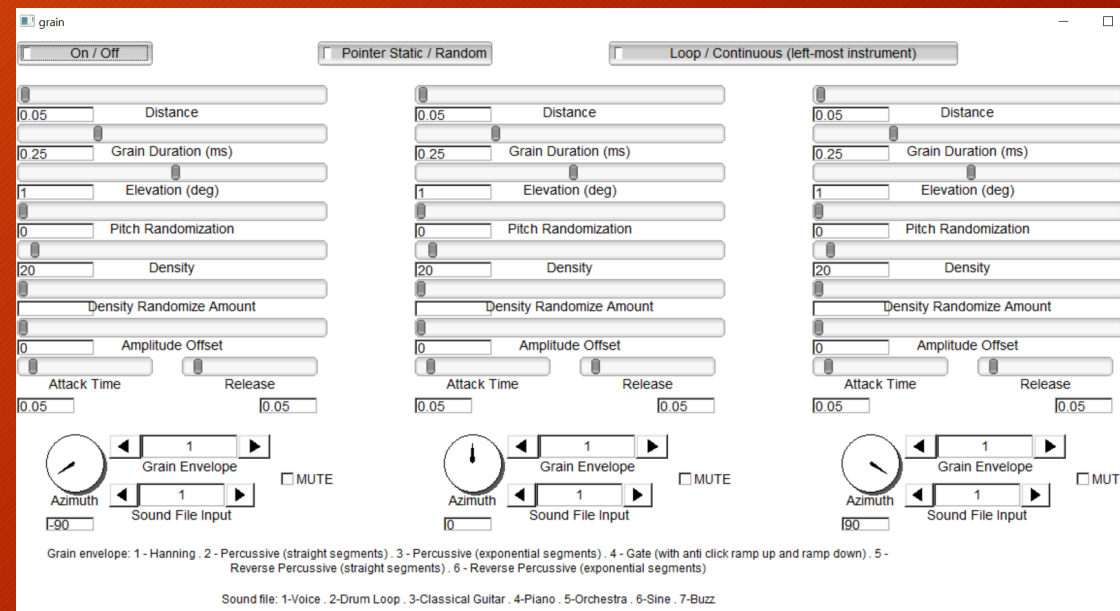 grain
On / Off
Pointer Static / Random
Loop / Continuous (left-most instrument)
0.05 Distance 0.05 Distance 0.05 Distance
0.25 Grain Duration (ms) 0.25 Grain Duration (ms) 0.25 Grain Duration (ms)
1 Elevation (deg) 1 Elevation (deg) 1 Elevation (deg)
0 Pitch Randomization 0 Pitch Randomization 0 Pitch Randomization
20 Density 20 Density 20 Density
Density Randomize Amount Density Randomize Amount Density Randomize Amount
0 Amplitude Offset 0 Amplitude Offset 0 Amplitude Offset
Attack Time Release Attack Time Release Attack Time Release
0.05 0.05 0.05 0.05 0.05 0.05
1 1 1
Grain Envelope Grain Envelope Grain Envelope
MUTE MUTE MUT
1 1 1
Azimuth Azimuth Azimuth
Sound File Input Sound File Input Sound File Input
-90 0 90
Grain envelope: 1 - Hanning . 2 - Percussive (straight segments) . 3 - Percussive (exponential segments) . 4 - Gate (with anti click ramp up and ramp down) . 5 -
Reverse Percussive (straight segments) . 6 - Reverse Percussive (exponential segments)
Sound file: 1-Voice . 2-Drum Loop . 3-Classical Guitar . 4-Piano . 5-Orchestra . 6-Sine . 7-Buzz